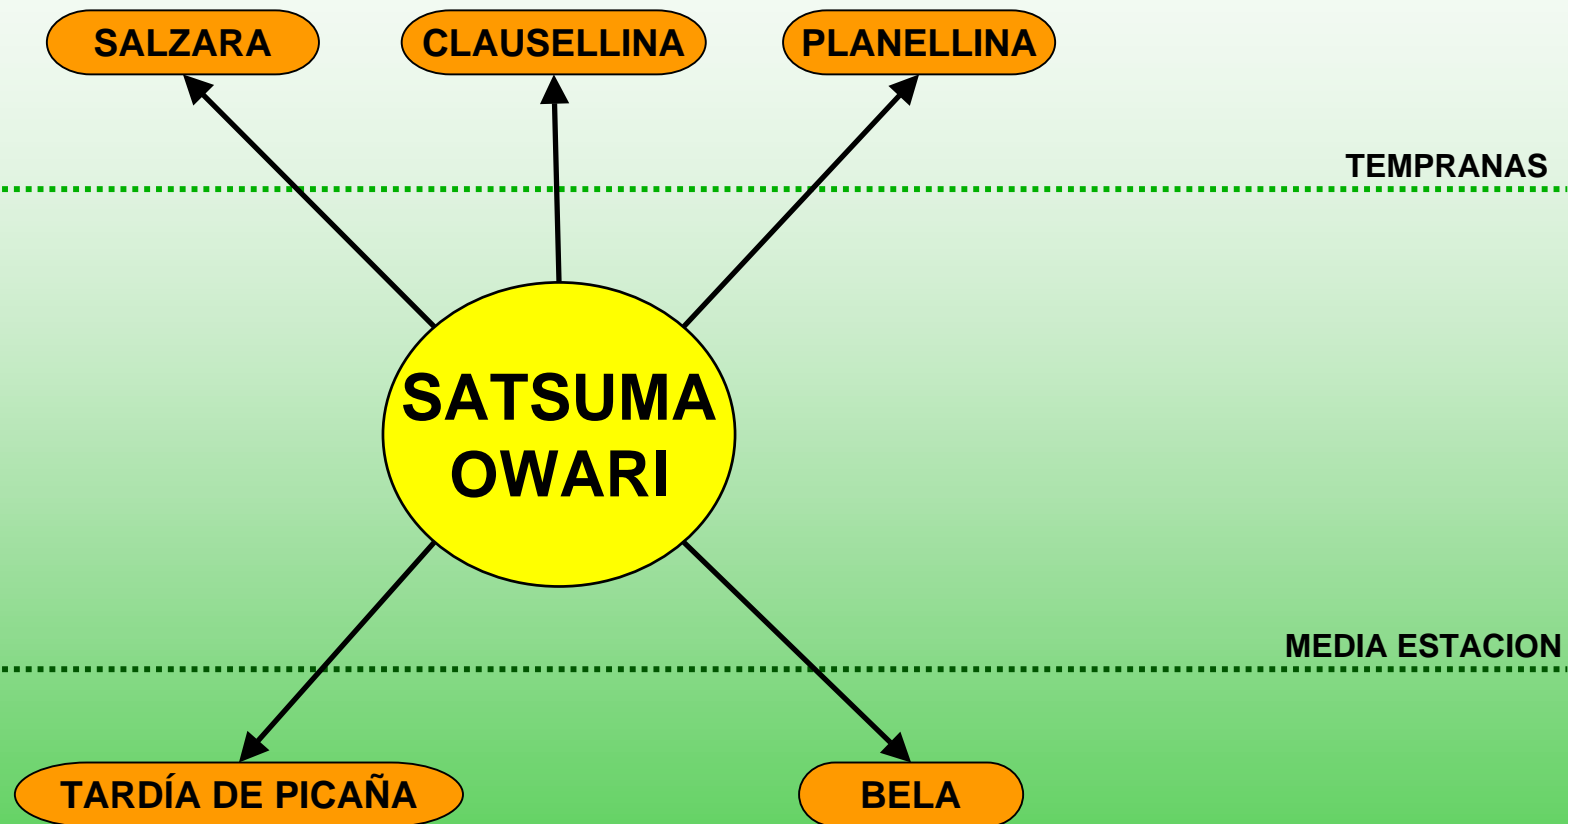 SALZARA
CLAUSELLINA
PLANELLINA
TEMPRANAS
SATSUMA
OWARI
MEDIA ESTACION
TARDÍA DE PICAÑA
BELA